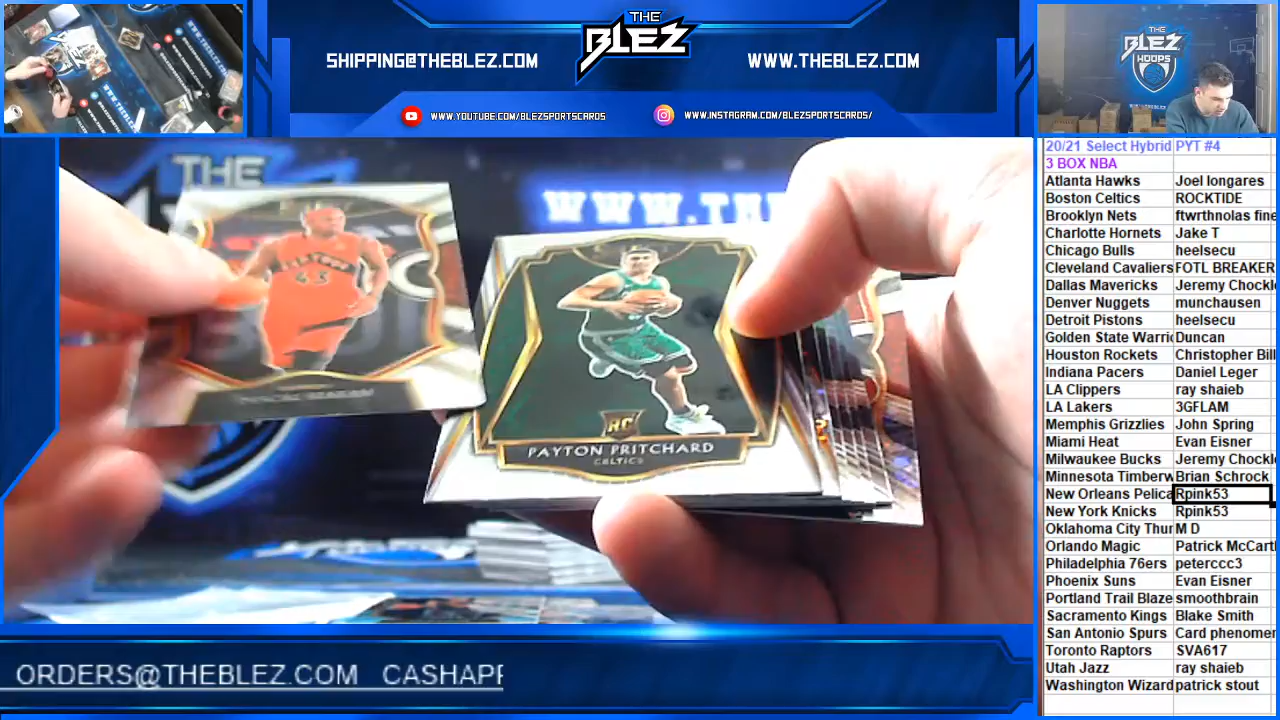 THE
BLEZ
SHIPPING@THEBLEZ.COM
WWW.THEBLEZ.COM
WWW.YOUTUBE.COM/BLEZSPORTSCARDS
WWW.INSTAGRAM.COM/BLEZSPORTSCARDS/
THE
BLEZ
HOOPS
THE
WWW.TH
43
RC
PAYTON PRITCHARD
CELTICS
20/21 Select Hybrid PYT #4
3 BOX NBA
Atlanta Hawks Joel longares
Boston Celtics ROCKTIDE
Brooklyn Nets ftwrthnolas fine
Charlotte Hornets Jake T
Chicago Bulls heelsecu
Cleveland Cavaliers FOTL BREAKER
Dallas Mavericks Jeremy Chockle
Denver Nuggets munchausen
Detroit Pistons heelsecu
Golden State Warric Duncan
Houston Rockets Christopher Bill
Indiana Pacers Daniel Leger
LA Clippers ray shaieb
LA Lakers 3GFLAM
Memphis Grizzlies John Spring
Miami Heat Evan Eisner
Milwaukee Bucks Jeremy Chockle
Minnesota Timberw Brian Schrock
New Orleans Pelica Rpink53
New York Knicks Rpink53
Oklahoma City Thur M D
Orlando Magic Patrick McCart
Philadelphia 76ers peterccc3
Phoenix Suns Evan Eisner
Portland Trail Blaze smoothbrain
Sacramento Kings Blake Smith
San Antonio Spurs Card phenomer
Toronto Raptors SVA617
Utah Jazz ray shaieb
Washington Wizard patrick stout
ORDERS@THEBLEZ.COM CASHAPP